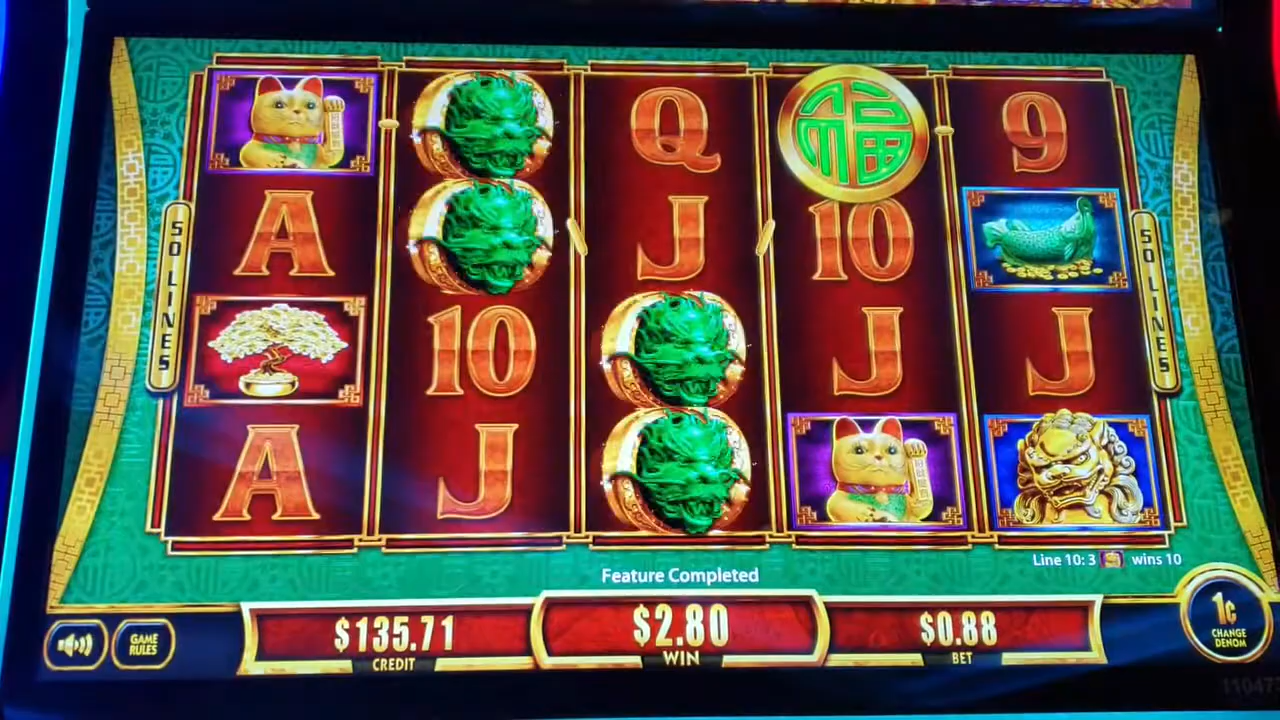 Q
福
9
A
J
10
50 LINES
50 LINES
10
J
J
A
J
Line 10: 3 wins 10
Feature Completed
$135.71
CREDIT
$2.80
WIN
$0.88
BET
GAME RULES
1¢
CHANGE DENOM